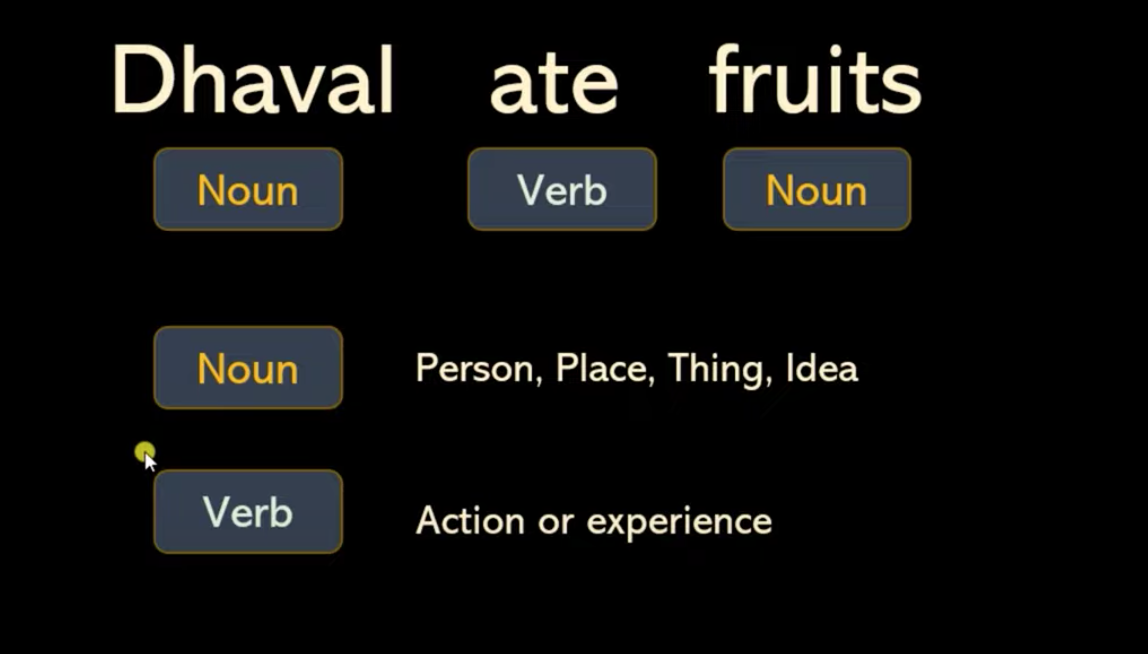 Dhaval ate fruits
Noun Verb Noun
Noun Person, Place, Thing, Idea
Verb Action or experience